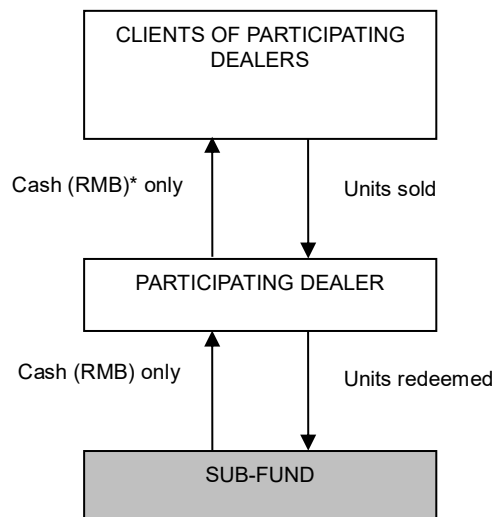 CLIENTS OF PARTICIPATING
DEALERS
Cash (RMB)* only
Units sold
PARTICIPATING DEALER
Cash (RMB) only
Units redeemed
SUB-FUND